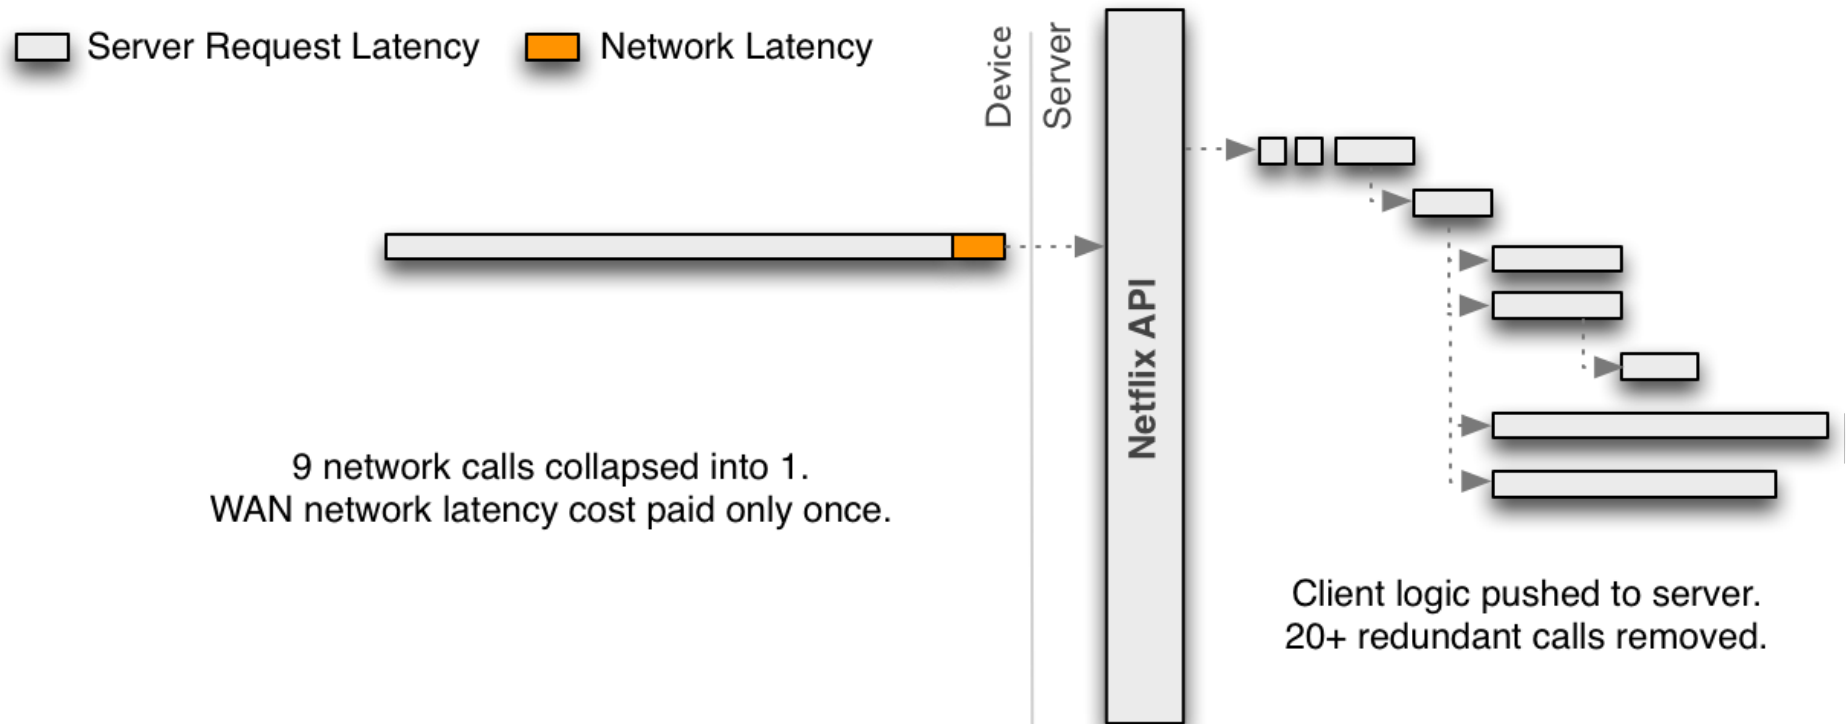 Server Request Latency
Network Latency
Device
Server
Netflix API
9 network calls collapsed into 1.
WAN network latency cost paid only once.
Client logic pushed to server.
20+ redundant calls removed.